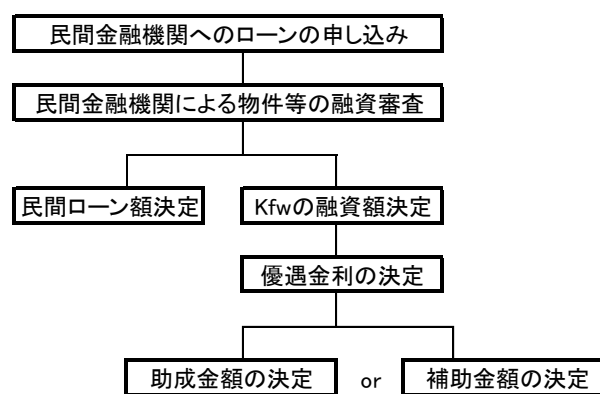 民間金融機関へのローンの申し込み
民間金融機関による物件等の融資審査
民間ローン額決定
Kfwの融資額決定
優遇金利の決定
助成金額の決定 or 補助金額の決定